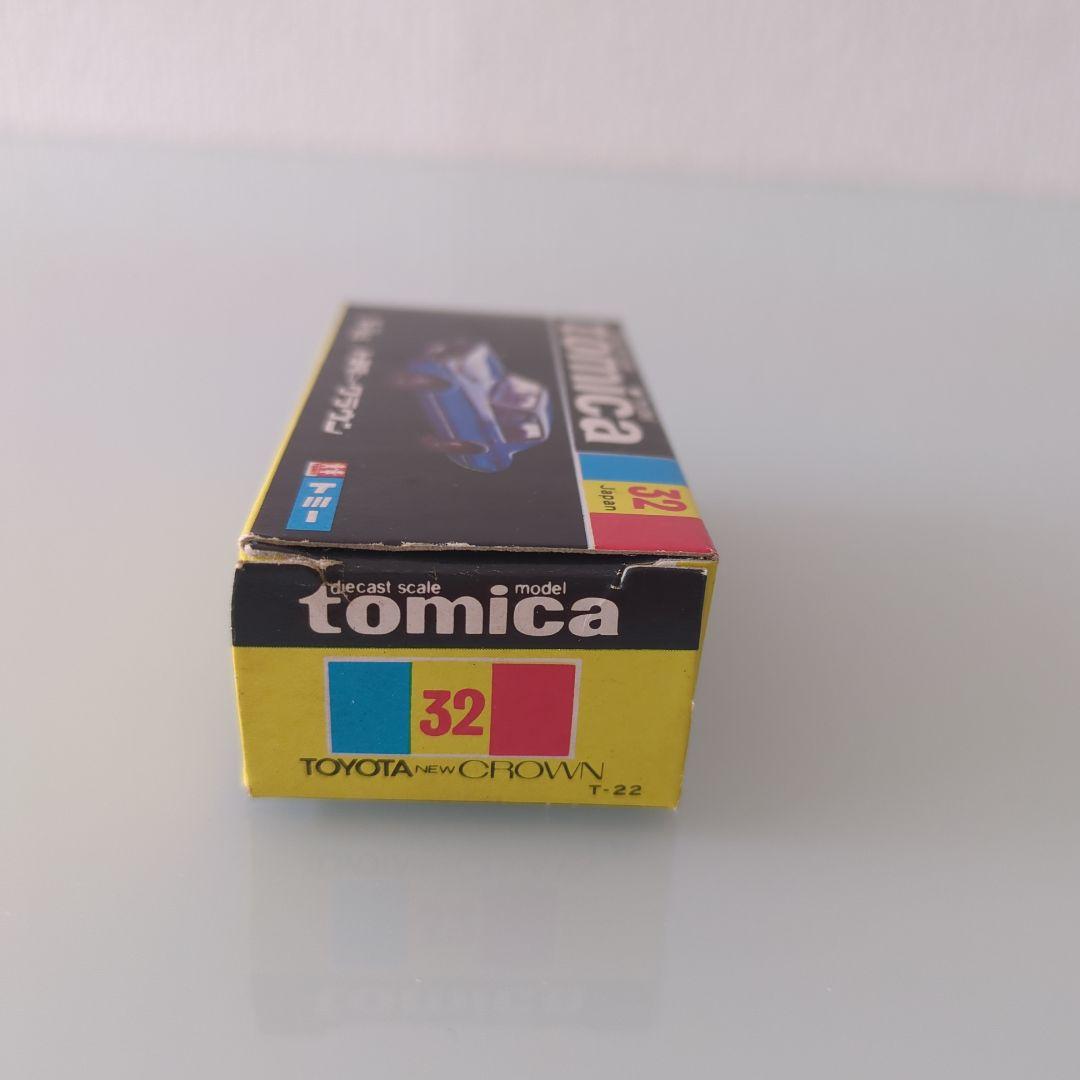 tomica
32
Japan
トミー
diecast scale model
tomica
32
TOYOTA NEW CROWN
T-22